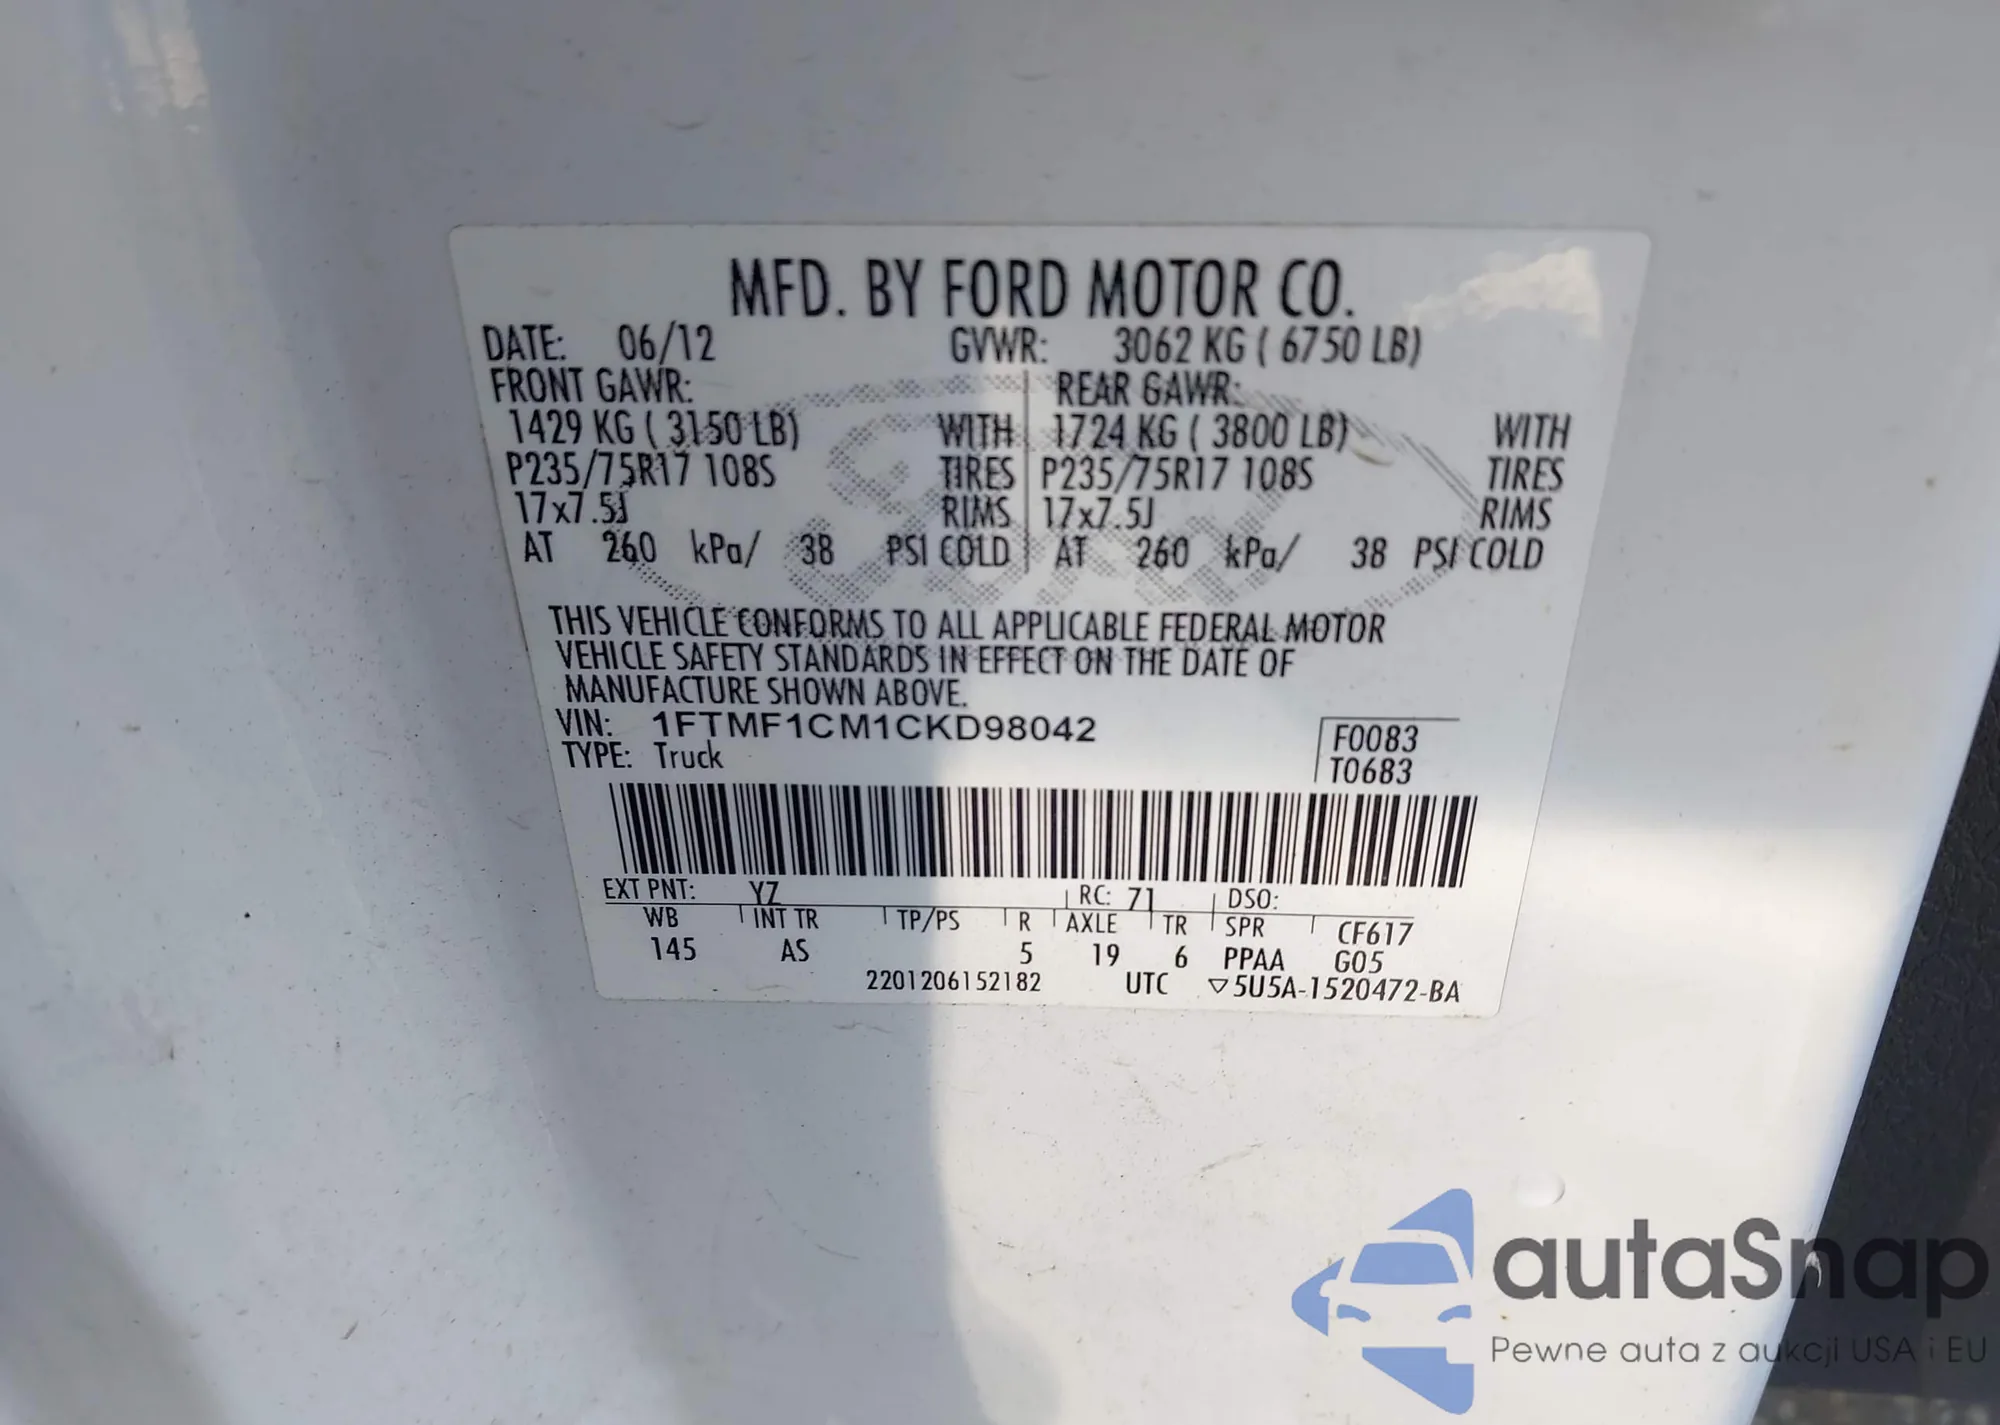 MFD. BY FORD MOTOR CO.
DATE: 06/12 GVWR: 3062 KG ( 6750 LB)
FRONT GAWR: REAR GAWR:
1429 KG ( 3150 LB) WITH 1724 KG ( 3800 LB) WITH
P235/75R17 108S TIRES P235/75R17 108S TIRES
17x7.5J RIMS 17x7.5J RIMS
AT 260 kPa/ 38 PSI COLD AT 260 kPa/ 38 PSI COLD
THIS VEHICLE CONFORMS TO ALL APPLICABLE FEDERAL MOTOR
VEHICLE SAFETY STANDARDS IN EFFECT ON THE DATE OF
MANUFACTURE SHOWN ABOVE.
VIN: 1FTMF1CM1CKD98042 F0083
TYPE: Truck T0683
EXT PNT: YZ RC: 71 DSO:
WB INT TR TP/PS R AXLE TR SPR CF617
145 AS 5 19 6 PPAA G05
2201206152182 UTC ▽5U5A-1520472-BA
autaSnap
Pewne auta z aukcji USA i EU